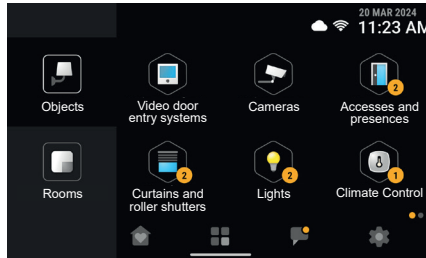 20 MAR 2024
11:23 AM
Objects
Video door
entry systems
Cameras
2
Accesses and
presences
Rooms
2
Curtains and
roller shutters
2
Lights
8
1
Climate Control